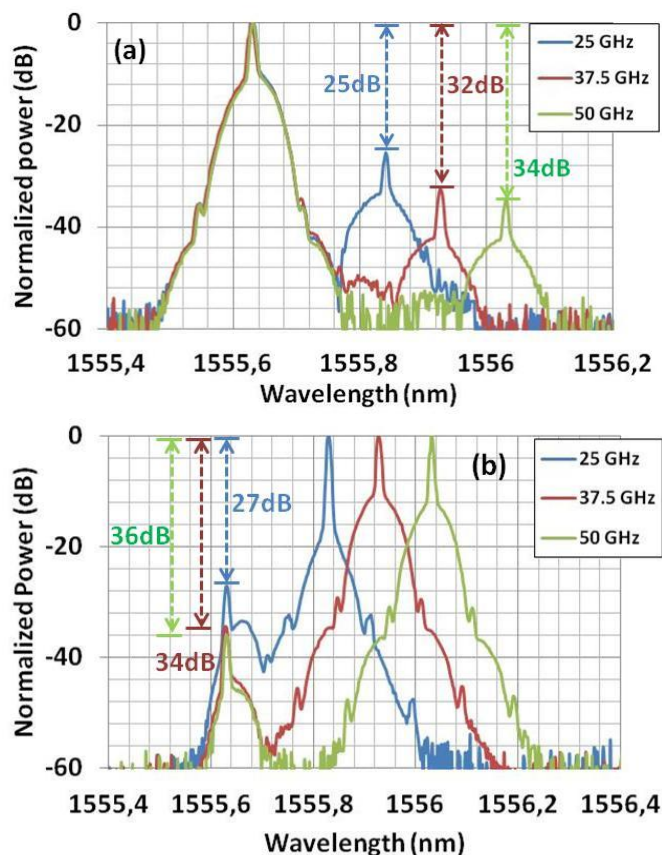 Normalized power (dB)
0
-20
-40
-60
(a)
25dB
32dB
34dB
25 GHz
37.5 GHz
50 GHz
1555,4 1555,6 1555,8 1556 1556,2
Wavelength (nm)
Normalized Power (dB)
0
-20
-40
-60
(b)
36dB
27dB
34dB
25 GHz
37.5 GHz
50 GHz
1555,4 1555,6 1555,8 1556 1556,2 1556,4
Wavelength (nm)